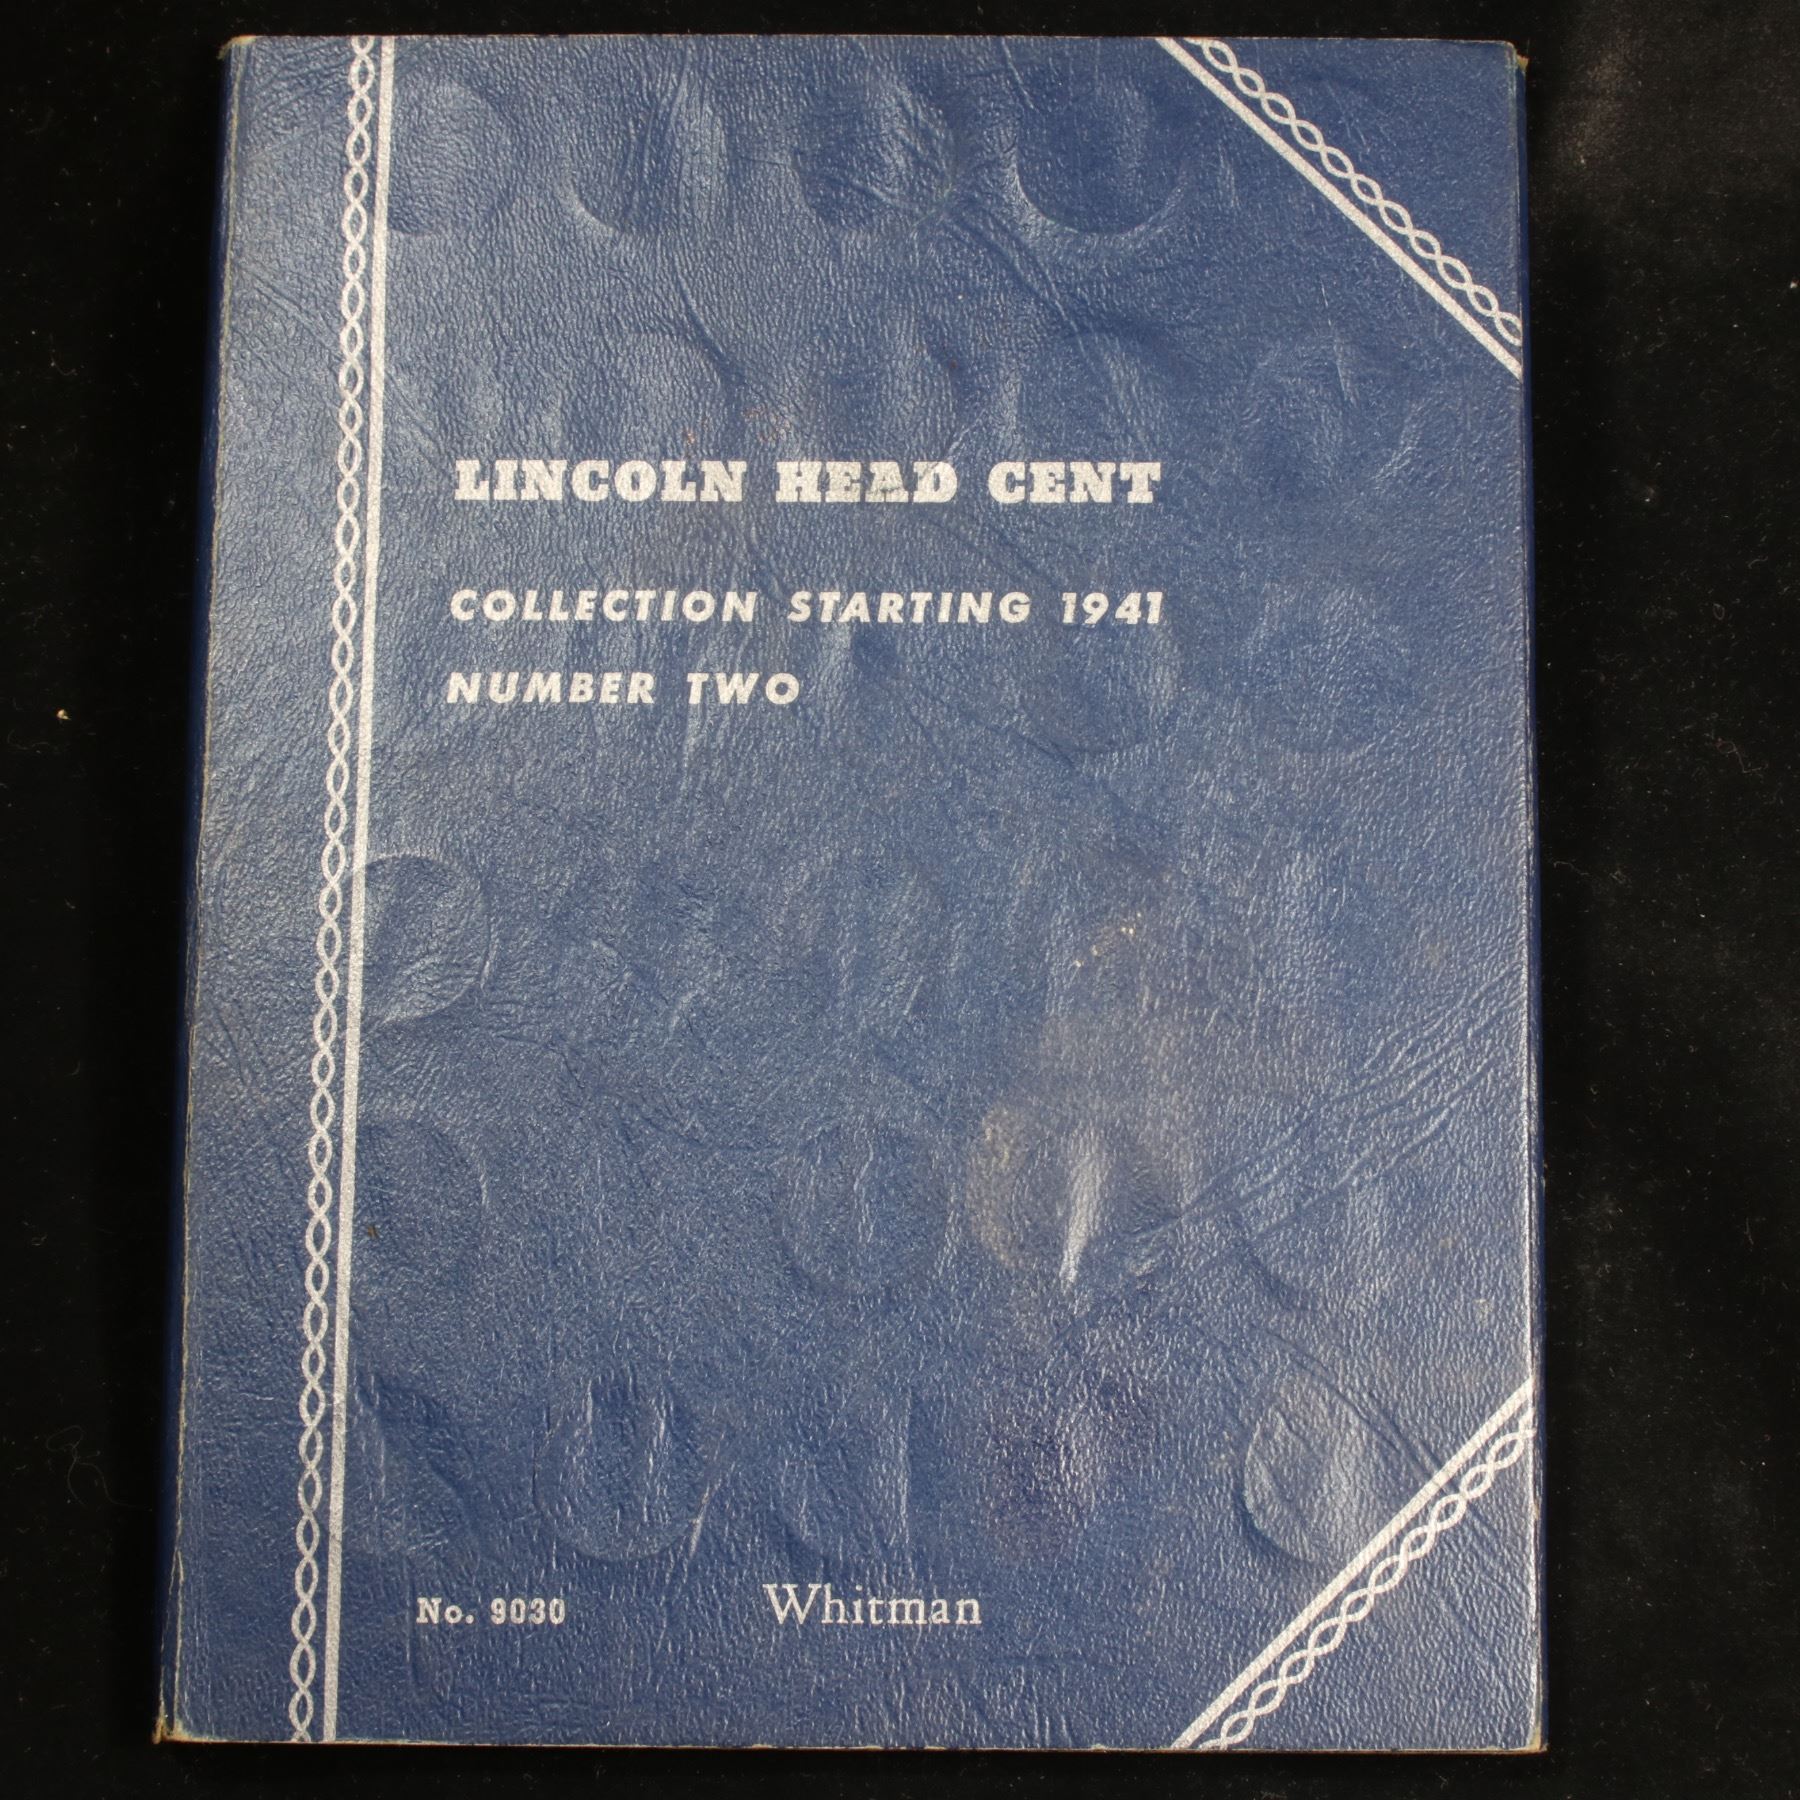 LINCOLN HEAD CENT
COLLECTION STARTING 1941
NUMBER TWO
No. 9030 Whitman